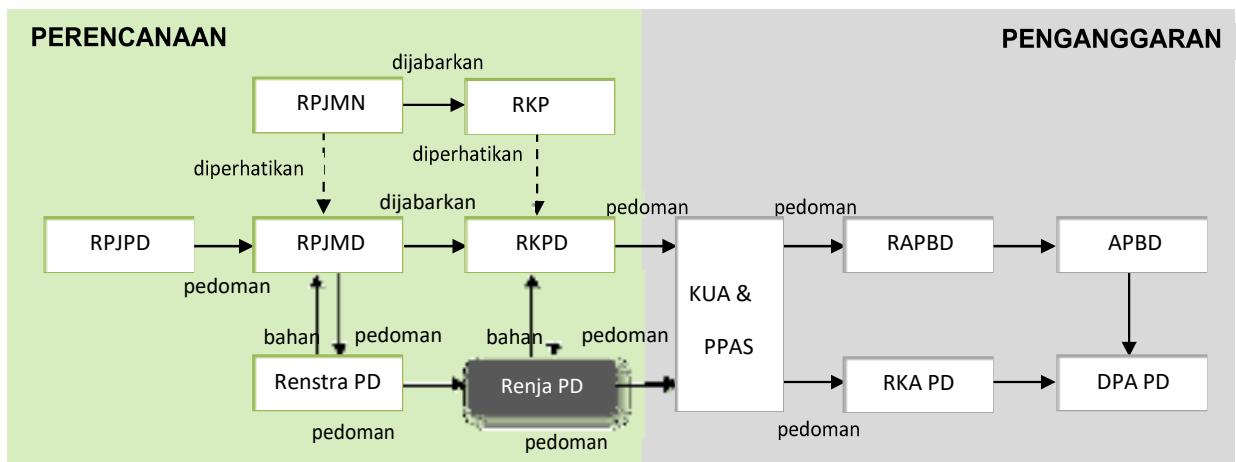 PERENCANAAN
PENGANGGARAN
dijabarkan
RPJMN
RKP
diperhatikan
diperhatikan
dijabarkan
pedoman
pedoman
RPJPD
RPJMD
RKPD
RAPBD
APBD
pedoman
KUA &
PPAS
bahan
pedoman
bahan
pedoman
Renstra PD
Renja PD
RKA PD
DPA PD
pedoman
pedoman
pedoman